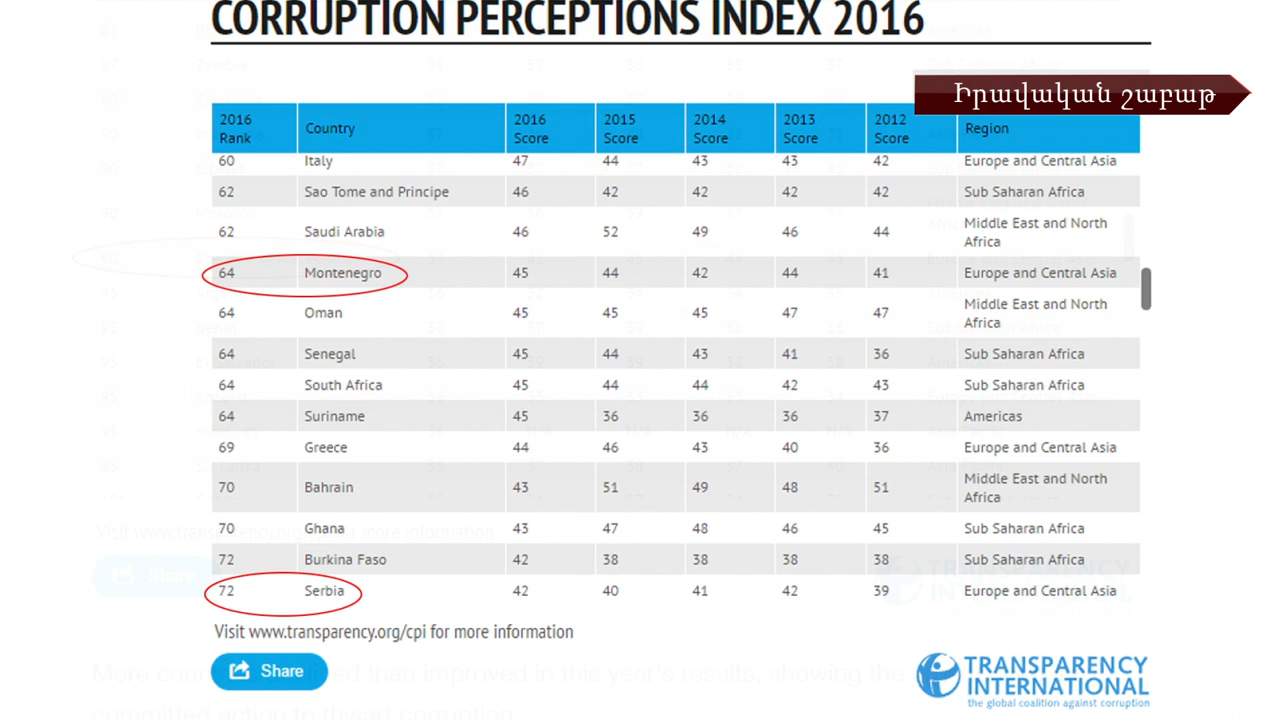 CORRUPTION PERCEPTIONS INDEX 2016
Իրավական շաբաթ
2016 Rank Country 2016 Score 2015 Score 2014 Score 2013 Score 2012 Score Region
60 Italy 47 44 43 43 42 Europe and Central Asia
62 Sao Tome and Principe 46 42 42 42 42 Sub Saharan Africa
62 Saudi Arabia 46 52 49 46 44 Middle East and North Africa
64 Montenegro 45 44 42 44 41 Europe and Central Asia
64 Oman 45 45 45 47 47 Middle East and North Africa
64 Senegal 45 44 43 41 36 Sub Saharan Africa
64 South Africa 45 44 44 42 43 Sub Saharan Africa
64 Suriname 45 36 36 36 37 Americas
69 Greece 44 46 43 40 36 Europe and Central Asia
70 Bahrain 43 51 49 48 51 Middle East and North Africa
70 Ghana 43 47 48 46 45 Sub Saharan Africa
72 Burkina Faso 42 38 38 38 38 Sub Saharan Africa
72 Serbia 42 40 41 42 39 Europe and Central Asia
Visit www.transparency.org/cpi for more information
Share
TRANSPARENCY
INTERNATIONAL
the global coalition against corruption